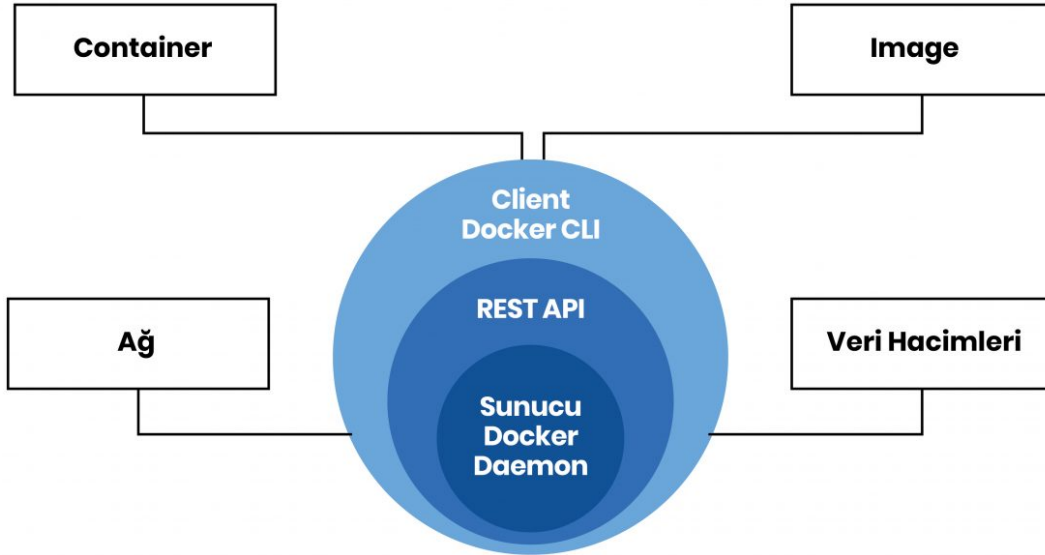 Container
Image
Client
Docker CLI
REST API
Ağ
Veri Hacimleri
Sunucu
Docker
Daemon